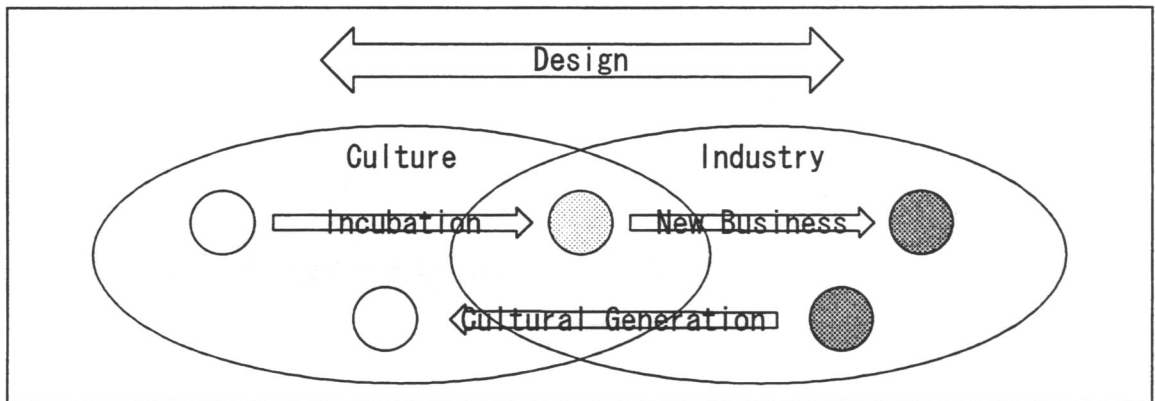 Design
Culture
Industry
Incubation
New Business
Cultural Generation